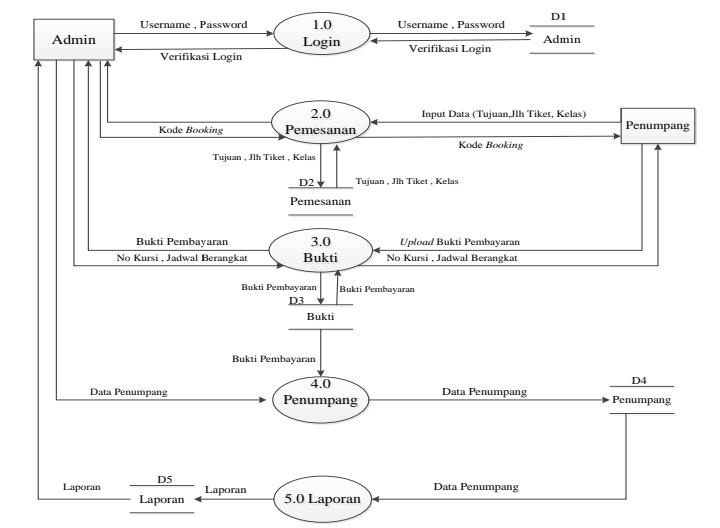 Username , Password
Verifikasi Login
Admin
1.0
Login
Username , Password
Verifikasi Login
D1
Admin
2.0
Pemesanan
Kode Booking
Input Data (Tujuan,Jlh Tiket, Kelas)
Kode Booking
Penumpang
Tujuan , Jlh Tiket , Kelas
Tujuan , Jlh Tiket , Kelas
D2
Pemesanan
Bukti Pembayaran
No Kursi , Jadwal Berangkat
3.0
Bukti
Upload Bukti Pembayaran
No Kursi , Jadwal Berangkat
Bukti Pembayaran
Bukti Pembayaran
D3
Bukti
Bukti Pembayaran
Data Penumpang
4.0
Penumpang
Data Penumpang
D4
Penumpang
Laporan
D5
Laporan
Laporan
5.0 Laporan
Data Penumpang